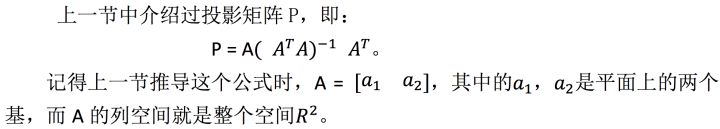 上一节中介绍过投影矩阵 P，即：
P = A( AᵀA)⁻¹ Aᵀ。
记得上一节推导这个公式时，A = [a₁ a₂]，其中的a₁，a₂是平面上的两个
基，而 A 的列空间就是整个空间R²。